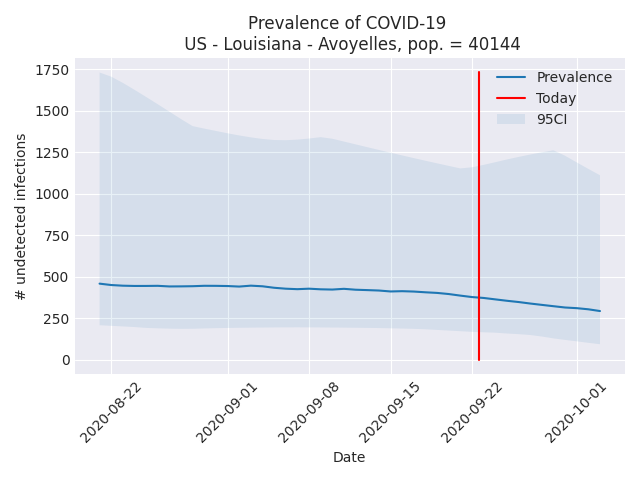 Prevalence of COVID-19
US - Louisiana - Avoyelles, pop. = 40144
Prevalence
Today
95CI
1750
1500
1250
1000
750
500
250
0
# undetected infections
2020-08-22
2020-09-01
2020-09-08
2020-09-15
2020-09-22
2020-10-01
Date